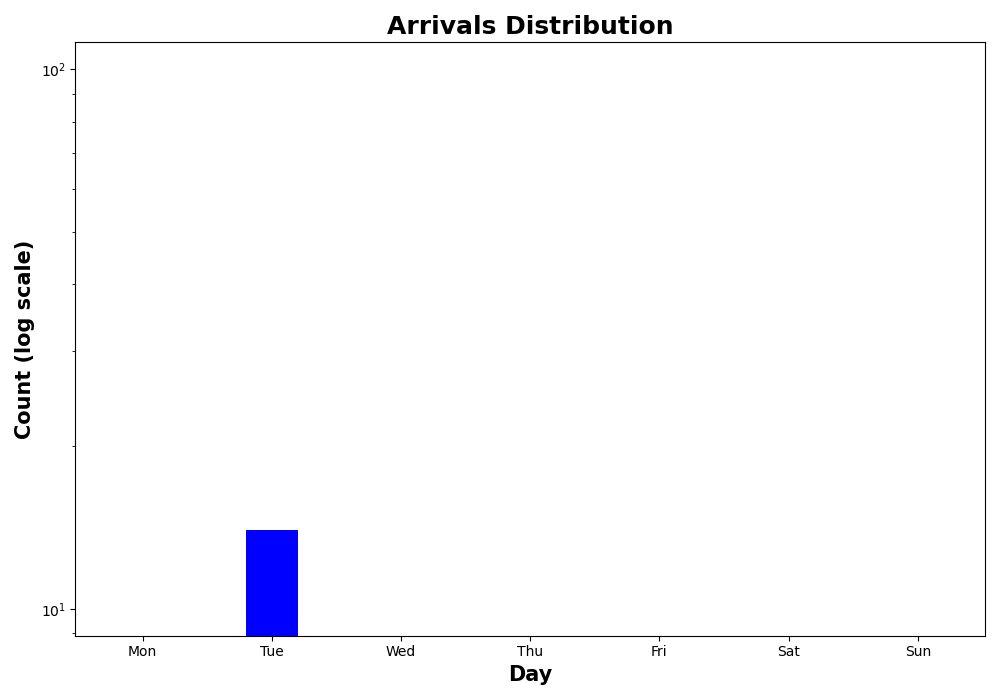 Arrivals Distribution
10²
10¹
Count (log scale)
Mon Tue Wed Thu Fri Sat Sun
Day